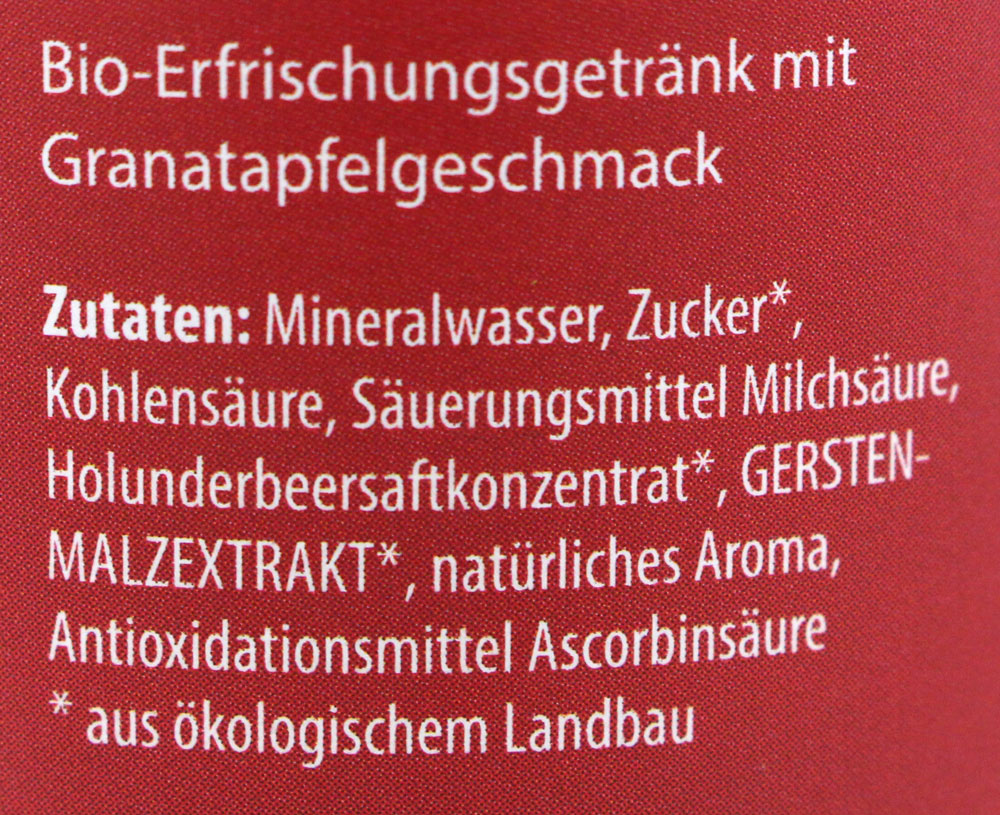 Bio-Erfrischungsgetränk mit
Granatapfelgeschmack
Zutaten: Mineralwasser, Zucker*,
Kohlensäure, Säuerungsmittel Milchsäure,
Holunderbeersaftkonzentrat*, GERSTEN-
MALZEXTRAKT*, natürliches Aroma,
Antioxidationsmittel Ascorbinsäure
* aus ökologischem Landbau